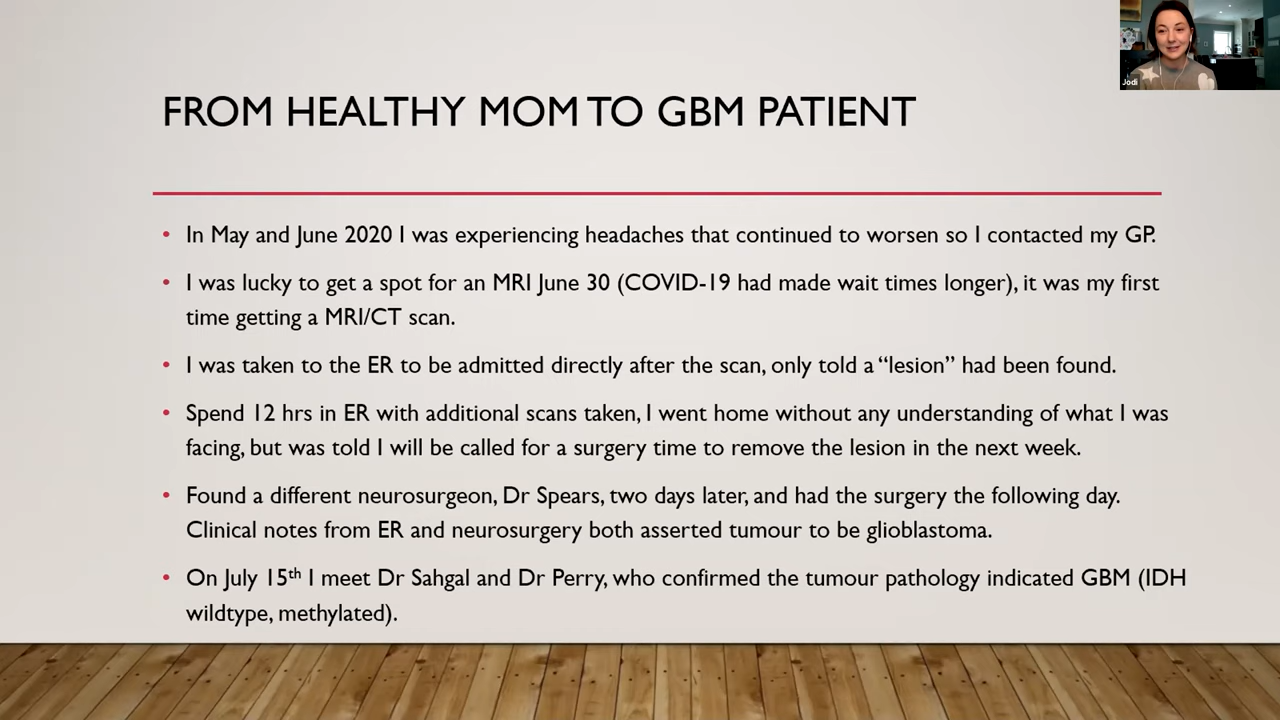 Jodi
FROM HEALTHY MOM TO GBM PATIENT
• In May and June 2020 I was experiencing headaches that continued to worsen so I contacted my GP.
• I was lucky to get a spot for an MRI June 30 (COVID-19 had made wait times longer), it was my first
time getting a MRI/CT scan.
• I was taken to the ER to be admitted directly after the scan, only told a “lesion” had been found.
• Spend 12 hrs in ER with additional scans taken, I went home without any understanding of what I was
facing, but was told I will be called for a surgery time to remove the lesion in the next week.
• Found a different neurosurgeon, Dr Spears, two days later, and had the surgery the following day.
Clinical notes from ER and neurosurgery both asserted tumour to be glioblastoma.
• On July 15th I meet Dr Sahgal and Dr Perry, who confirmed the tumour pathology indicated GBM (IDH
wildtype, methylated).